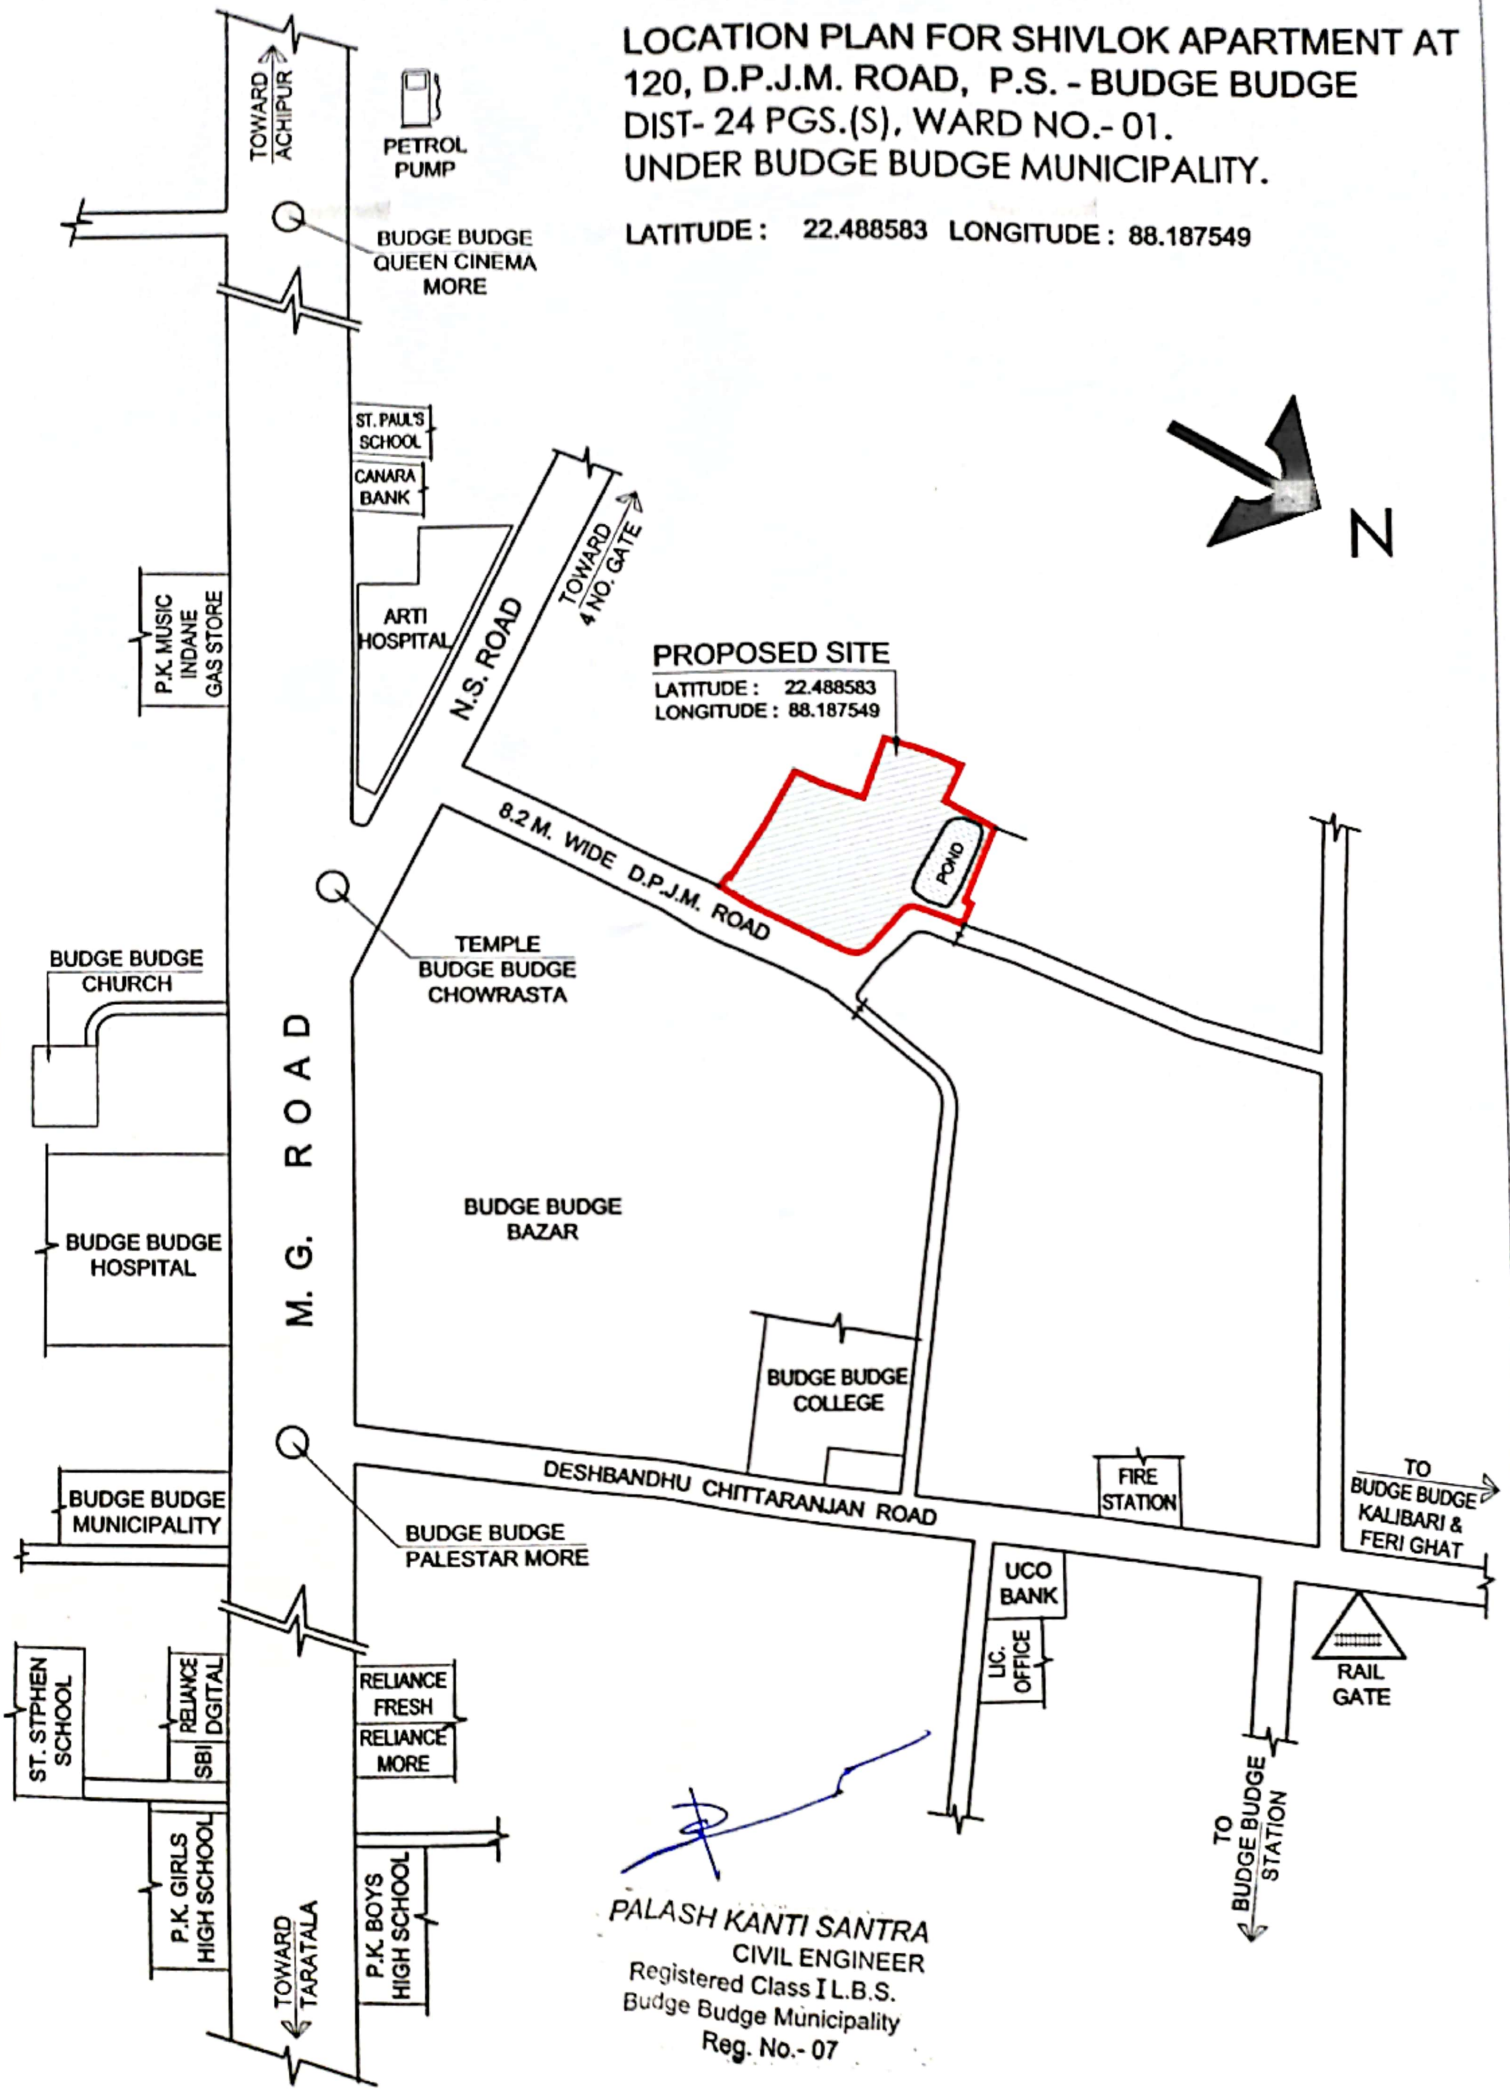 LOCATION PLAN FOR SHIVLOK APARTMENT AT
120, D.P.J.M. ROAD, P.S. - BUDGE BUDGE
DIST- 24 PGS.(S), WARD NO.- 01.
UNDER BUDGE BUDGE MUNICIPALITY.
LATITUDE : 22.488583 LONGITUDE : 88.187549
TOWARD
ACHIPUR
PETROL
PUMP
BUDGE BUDGE
QUEEN CINEMA
MORE
ST. PAUL'S
SCHOOL
CANARA
BANK
N
ARTI
HOSPITAL
N.S. ROAD
TOWARD
4 NO. GATE
P.K. MUSIC
INDANE
GAS STORE
PROPOSED SITE
LATITUDE : 22.488583
LONGITUDE : 88.187549
8.2 M. WIDE D.P.J.M. ROAD
POND
TEMPLE
BUDGE BUDGE
CHOWRASTA
BUDGE BUDGE
CHURCH
M. G. ROAD
BUDGE BUDGE
BAZAR
BUDGE BUDGE
HOSPITAL
BUDGE BUDGE
COLLEGE
DESHBANDHU CHITTARANJAN ROAD
FIRE
STATION
TO
BUDGE BUDGE
KALIBARI &
FERI GHAT
BUDGE BUDGE
MUNICIPALITY
BUDGE BUDGE
PALESTAR MORE
UCO
BANK
LIC.
OFFICE
RAIL
GATE
ST. STPHEN
SCHOOL
RELIANCE
DGITAL
SBI
RELIANCE
FRESH
RELIANCE
MORE
TO
BUDGE BUDGE
STATION
P.K. GIRLS
HIGH SCHOOL
TOWARD
TARATALA
P.K. BOYS
HIGH SCHOOL
PALASH KANTI SANTRA
CIVIL ENGINEER
Registered Class I L.B.S.
Budge Budge Municipality
Reg. No.- 07